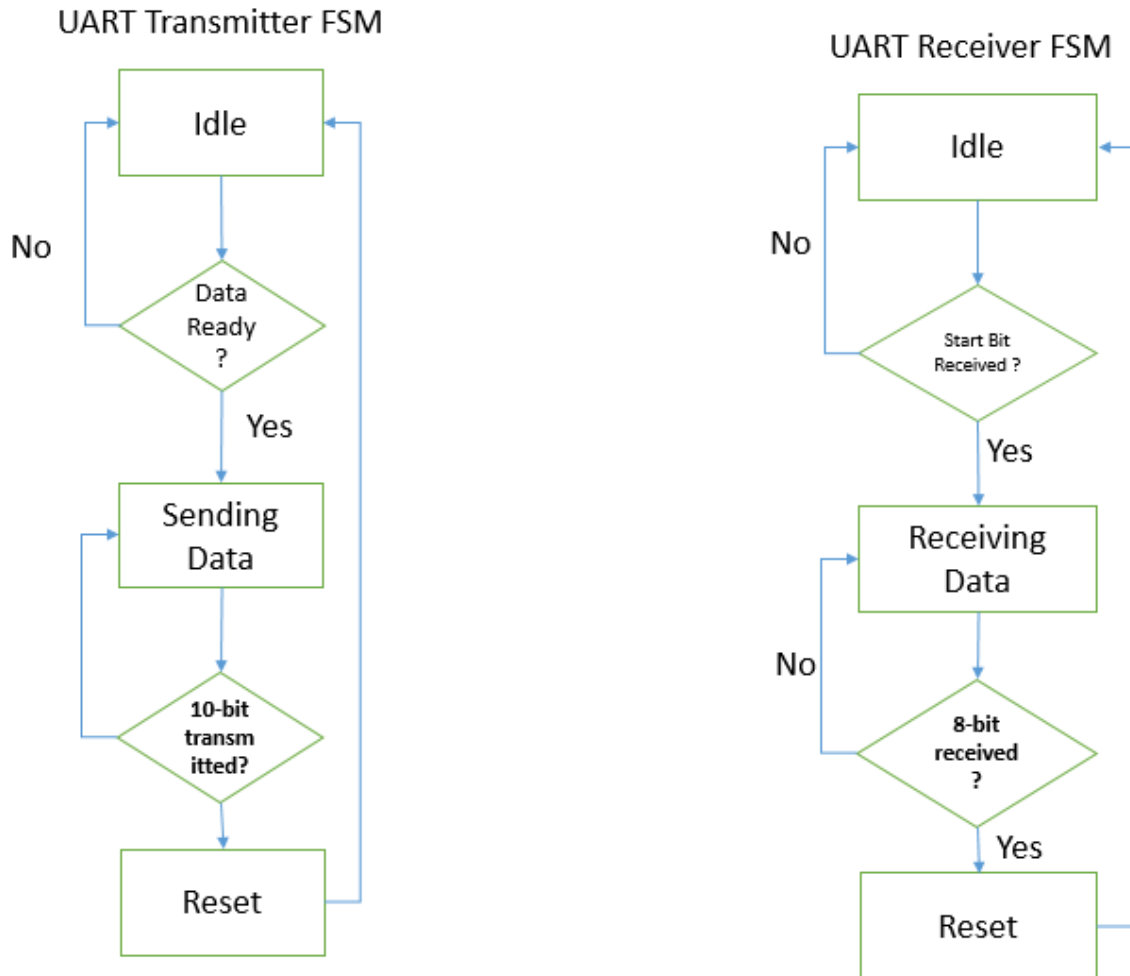 UART Transmitter FSM
Idle
No
Data
Ready
?
Yes
Sending
Data
10-bit
transm
itted?
Reset
UART Receiver FSM
Idle
No
Start Bit
Received ?
Yes
Receiving
Data
No
8-bit
received
?
Yes
Reset